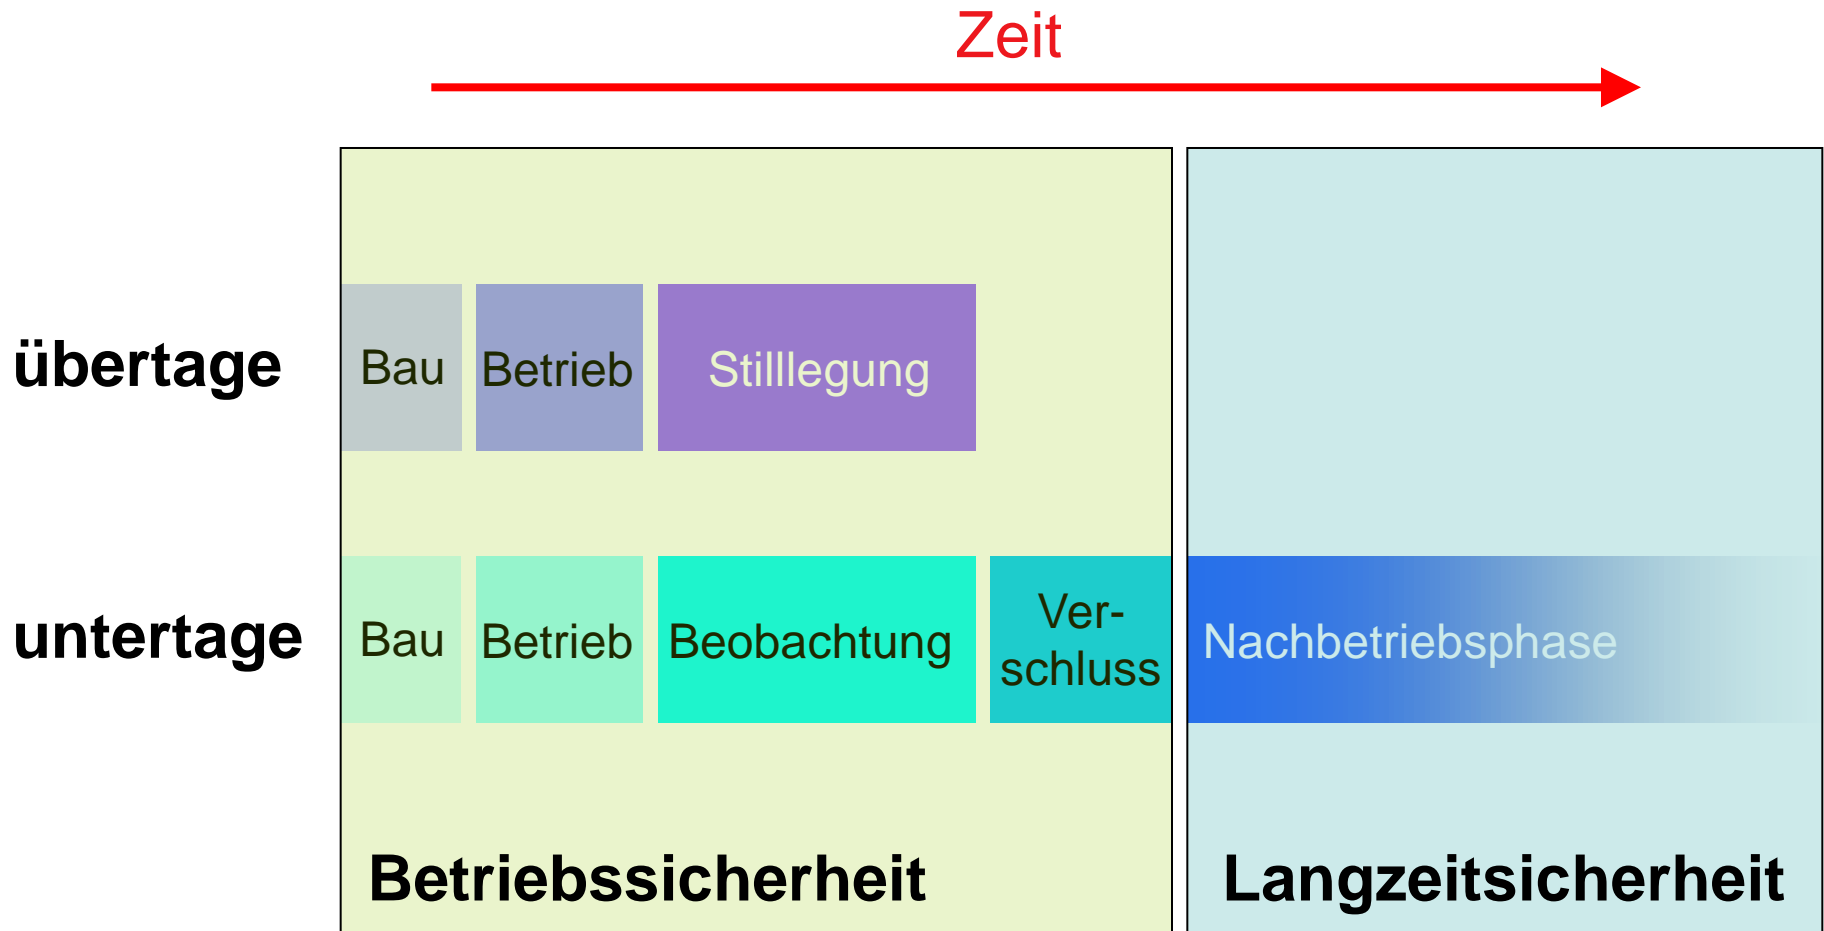 Zeit
übertage
Bau
Betrieb
Stilllegung
untertage
Bau
Betrieb
Beobachtung
Ver-
schluss
Nachbetriebsphase
Betriebssicherheit
Langzeitsicherheit